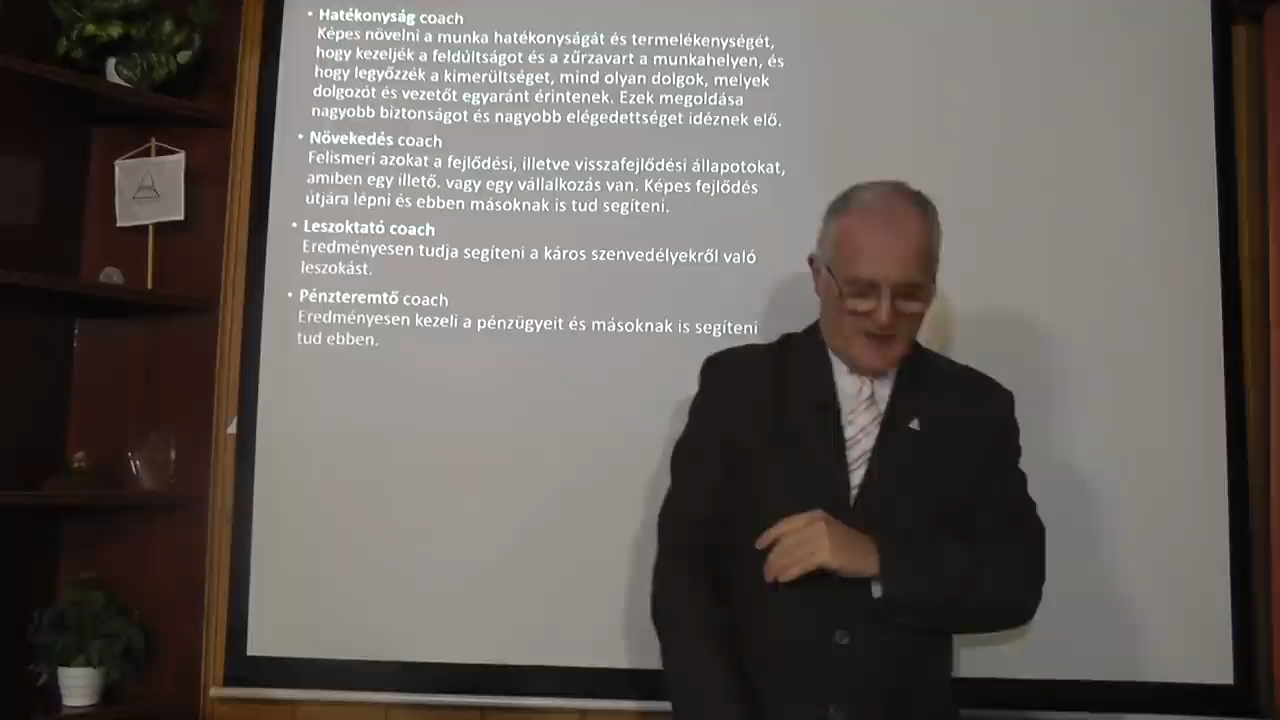 • Hatékonyság coach
Képes növelni a munka hatékonyságát és termelékenységét,
hogy kezeljék a feldúltságot és a zűrzavart a munkahelyen, és
hogy legyőzzék a kimerültséget, mind olyan dolgok, melyek
dolgozót és vezetőt egyaránt érintenek. Ezek megoldása
nagyobb biztonságot és nagyobb elégedettséget idéznek elő.
• Növekedés coach
Felismeri azokat a fejlődési, illetve visszafejlődési állapotokat,
amiben egy illető. vagy egy vállalkozás van. Képes fejlődés
útjára lépni és ebben másoknak is tud segíteni.
• Leszoktató coach
Eredményesen tudja segíteni a káros szenvedélyekről való
leszokást.
• Pénzteremtő coach
Eredményesen kezeli a pénzügyeit és másoknak is segíteni
tud ebben.